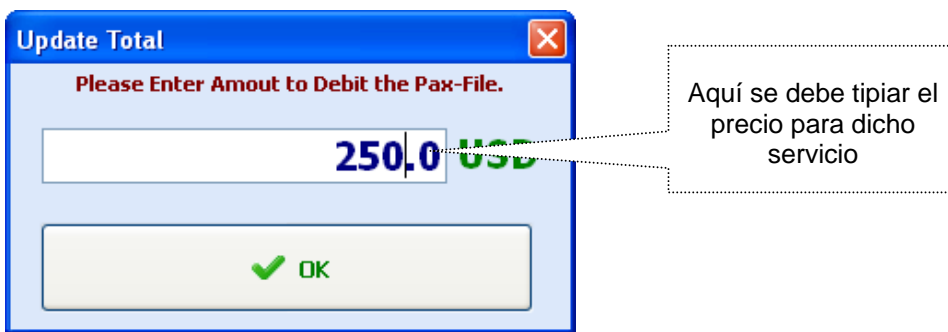 Update Total
Please Enter Amout to Debit the Pax-File.
250.0 USD
OK
Aquí se debe tipiar el
precio para dicho
servicio